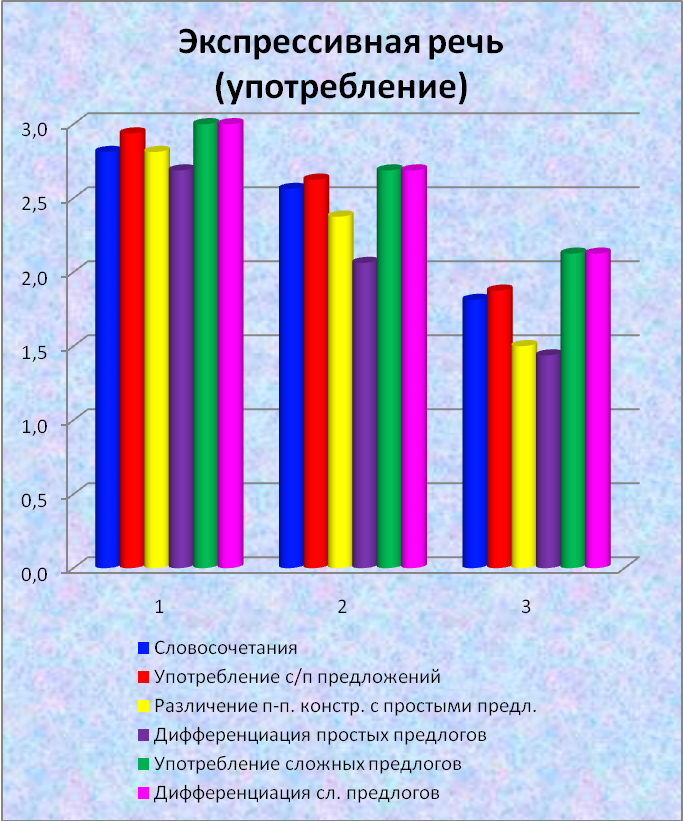 Экспрессивная речь
(употребление)
3,0
2,5
2,0
1,5
1,0
0,5
0,0
1 2 3
Словосочетания
Употребление с/п предложений
Различение п-п. констр. с простыми предл.
Дифференциация простых предлогов
Употребление сложных предлогов
Дифференциация сл. предлогов